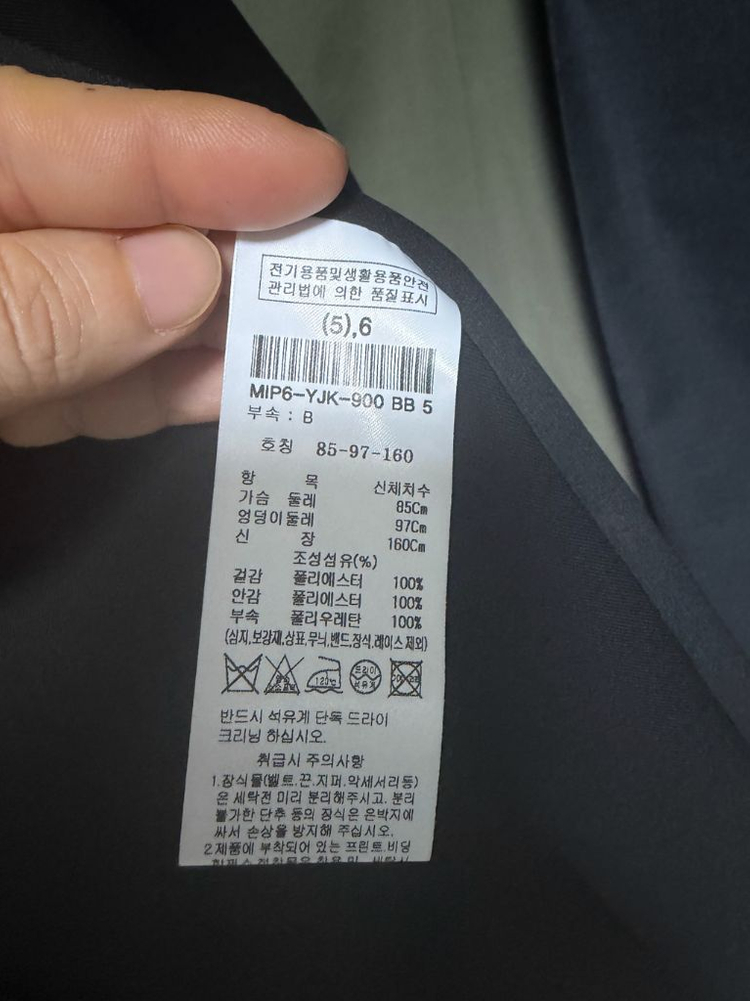 전기용품및생활용품안전
관리법에 의한 품질표시
(5),6
MIP6-YJK-900 BB 5
부속 : B
호칭 85-97-160
항 목 신체치수
가슴 둘레 85Cm
엉덩이둘레 97Cm
신 장 160Cm
조성섬유(%)
겉감 폴리에스터 100%
안감 폴리에스터 100%
부속 폴리우레탄 100%
(심지,보강재,상표,무늬,밴드,장식,레이스 제외)
120℃ 드라이
석유계
반드시 석유계 단독 드라이
크리닝 하십시오.
취급시 주의사항
1.장식물(벨트.끈.지퍼.악세서리등)
은 세탁전 미리 분리해주시고. 분리
불가한 단추 등의 장식은 은박지에
싸서 손상을 방지해 주십시오.
2.제품에 부착되어 있는 프린트.비딩